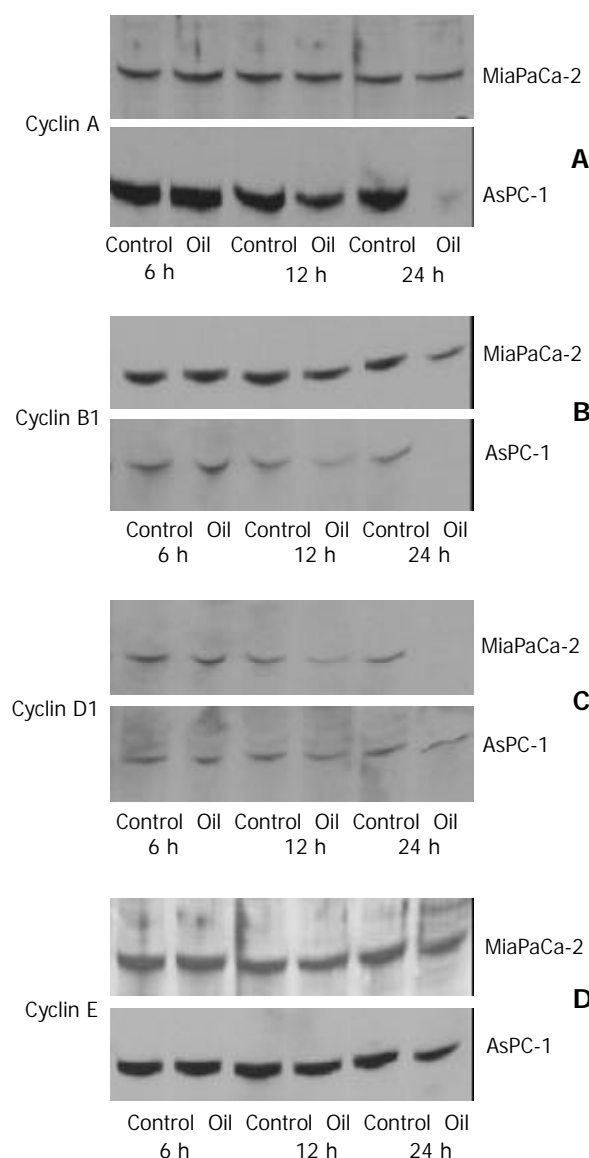 MiaPaCa-2
Cyclin A
A
AsPC-1
Control Oil Control Oil Control Oil
6 h 12 h 24 h
MiaPaCa-2
Cyclin B1
B
AsPC-1
Control Oil Control Oil Control Oil
6 h 12 h 24 h
MiaPaCa-2
Cyclin D1
C
AsPC-1
Control Oil Control Oil Control Oil
6 h 12 h 24 h
MiaPaCa-2
Cyclin E
D
AsPC-1
Control Oil Control Oil Control Oil
6 h 12 h 24 h